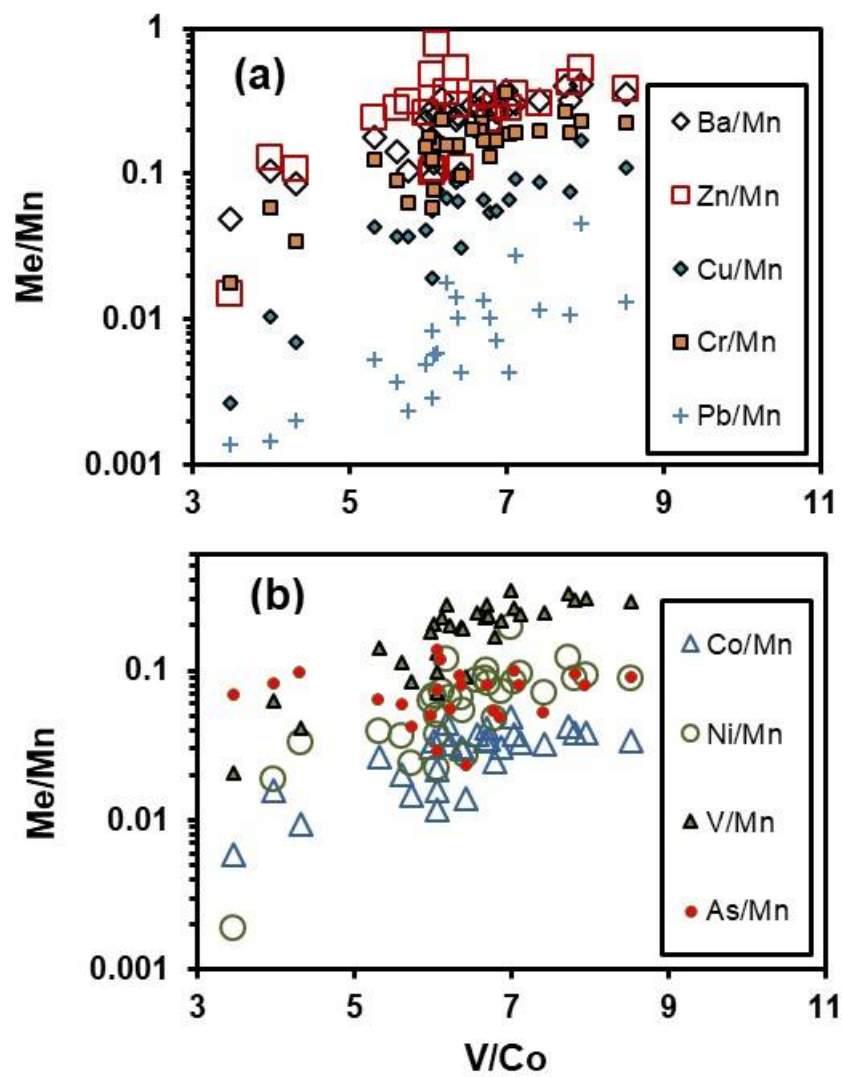 1
(a)
Ba/Mn
0.1
Zn/Mn
Me/Mn
Cu/Mn
0.01
Cr/Mn
Pb/Mn
0.001
3 5 7 9 11
(b)
Co/Mn
0.1
Ni/Mn
Me/Mn
V/Mn
0.01
As/Mn
0.001
3 5 7 9 11
V/Co